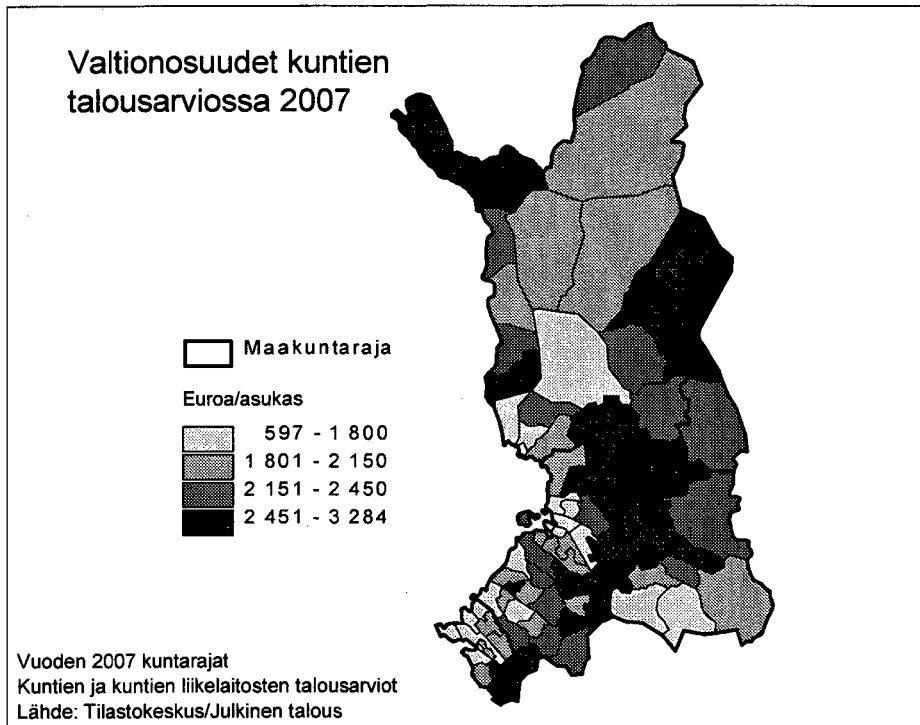 Valtionosuudet kuntien
talousarviossa 2007
Maakuntaraja
Euroa/asukas
597 - 1 800
1 801 - 2 150
2 151 - 2 450
2 451 - 3 284
Vuoden 2007 kuntarajat
Kuntien ja kuntien liikelaitosten talousarviot
Lähde: Tilastokeskus/Julkinen talous